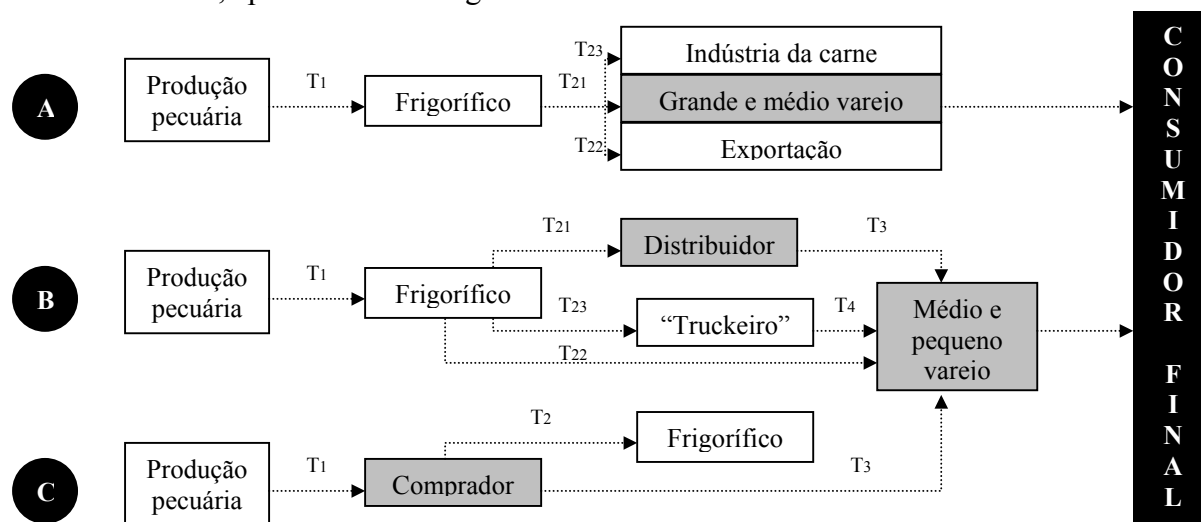 T23
Indústria da carne
C
O
N
S
U
M
I
D
O
R
F
I
N
A
L
A
Produção
pecuária
T1
Frigorífico
T21
Grande e médio varejo
T22
Exportação
B
Produção
pecuária
T1
Frigorífico
T21
Distribuidor
T3
T23
“Truckeiro”
T4
T22
Médio e
pequeno
varejo
C
Produção
pecuária
T1
Comprador
T2
Frigorífico
T3